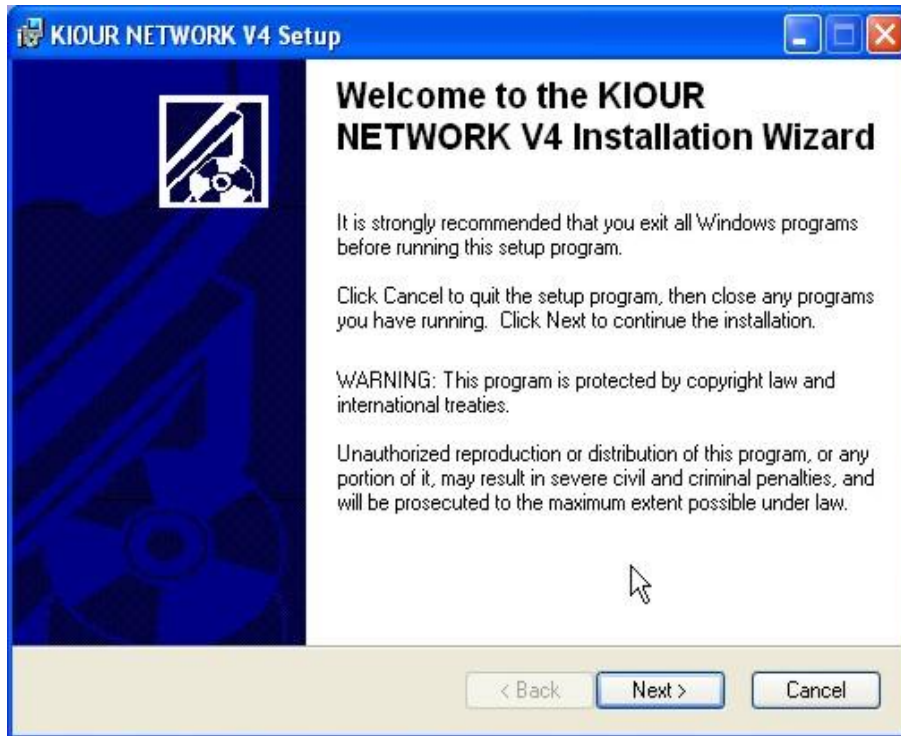 KIOUR NETWORK V4 Setup
Welcome to the KIOUR
NETWORK V4 Installation Wizard
It is strongly recommended that you exit all Windows programs
before running this setup program.
Click Cancel to quit the setup program, then close any programs
you have running.  Click Next to continue the installation.
WARNING: This program is protected by copyright law and
international treaties.
Unauthorized reproduction or distribution of this program, or any
portion of it, may result in severe civil and criminal penalties, and
will be prosecuted to the maximum extent possible under law.
< Back Next > Cancel